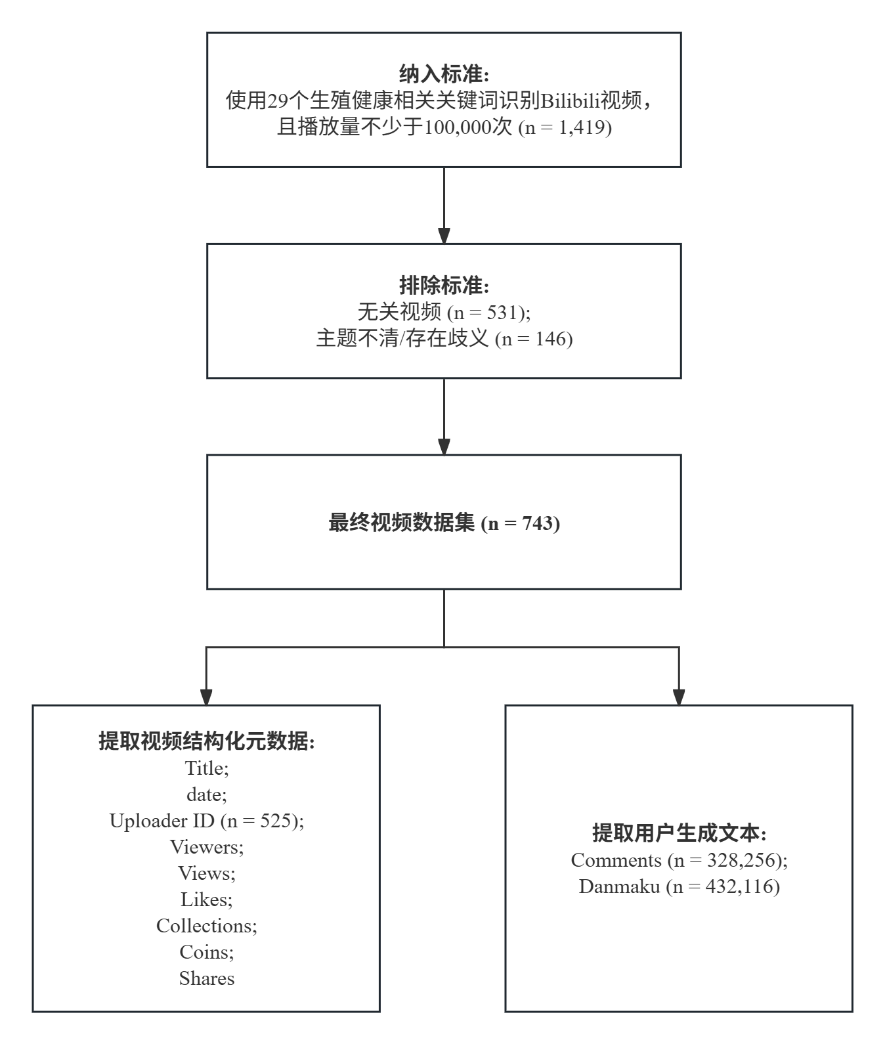 纳入标准:
使用29个生殖健康相关关键词识别Bilibili视频，
且播放量不少于100,000次 (n = 1,419)
排除标准:
无关视频 (n = 531);
主题不清/存在歧义 (n = 146)
最终视频数据集 (n = 743)
提取视频结构化元数据:
Title;
date;
Uploader ID (n = 525);
Viewers;
Views;
Likes;
Collections;
Coins;
Shares
提取用户生成文本:
Comments (n = 328,256);
Danmaku (n = 432,116)